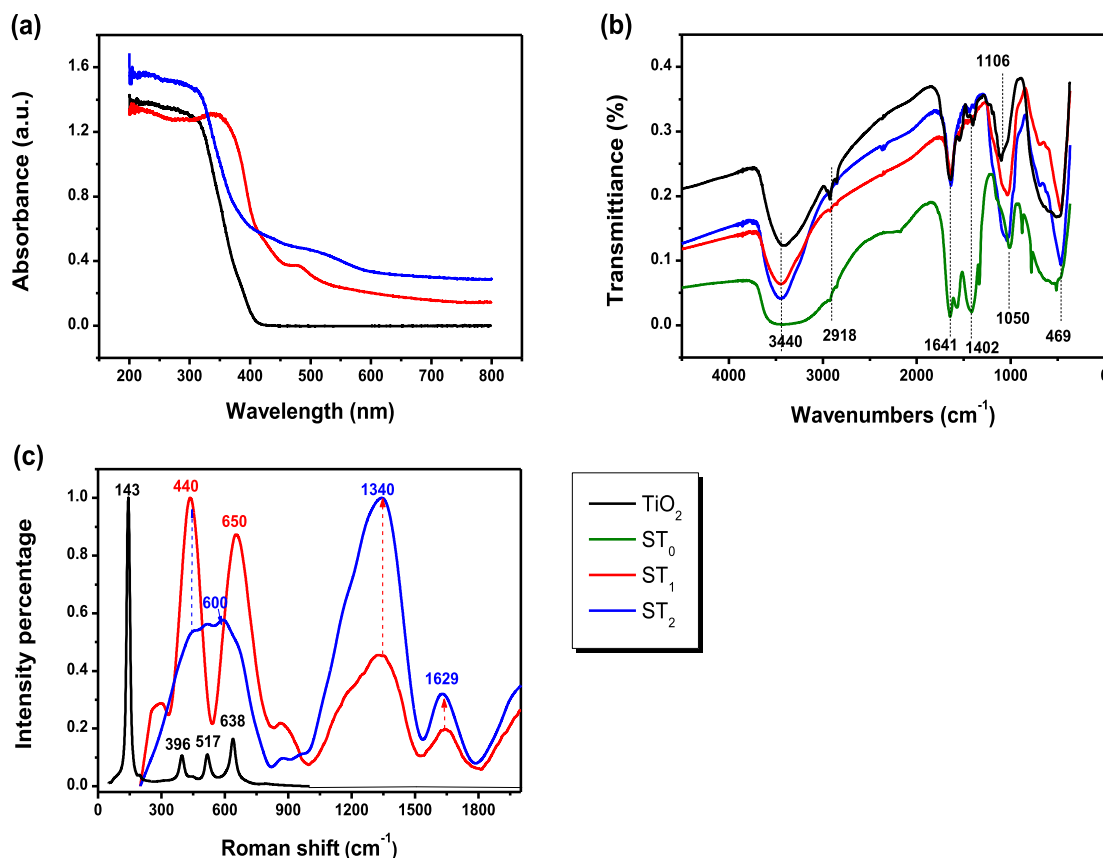 (a)
1.6
1.2
0.8
0.4
0.0
Absorbance (a.u.)
200 300 400 500 600 700 800
Wavelength (nm)
(b)
0.4
0.3
0.2
0.1
0.0
Transmittiance (%)
1106
3440 2918 1641 1402 1050 469
4000 3000 2000 1000 0
Wavenumbers (cm⁻¹)
(c)
1.0
0.8
0.6
0.4
0.2
0.0
Intensity percentage
143 440 650 1340
600
1629
396 517 638
0 300 600 900 1200 1500 1800
Roman shift (cm⁻¹)
TiO₂
ST₀
ST₁
ST₂